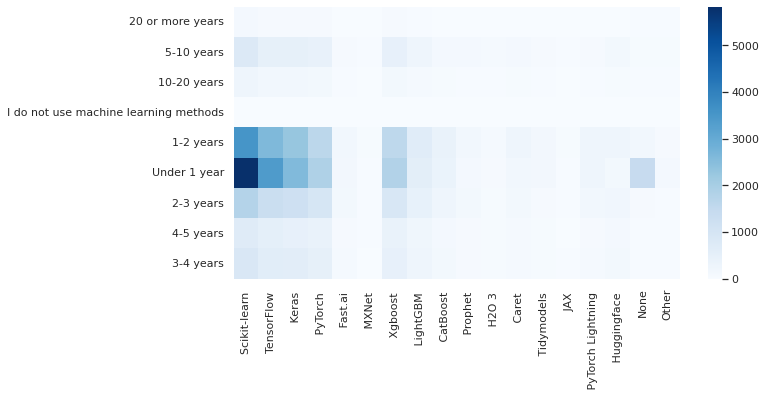 20 or more years
5-10 years
10-20 years
I do not use machine learning methods
1-2 years
Under 1 year
2-3 years
4-5 years
3-4 years
Scikit-learn
TensorFlow
Keras
PyTorch
Fast.ai
MXNet
Xgboost
LightGBM
CatBoost
Prophet
H2O 3
Caret
Tidymodels
JAX
PyTorch Lightning
Huggingface
None
Other
5000
4000
3000
2000
1000
0